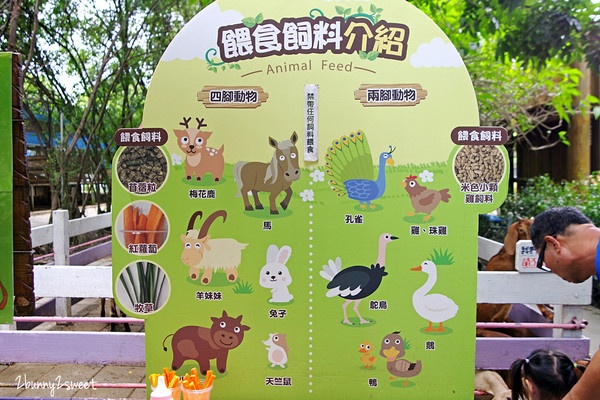 餵食飼料介紹
Animal Feed
四腳動物
兩腳動物
禁帶任何飼料餵食
餵食飼料
苜蓿粒
紅蘿蔔
牧草
梅花鹿
馬
羊妹妹
兔子
天竺鼠
孔雀
雞、珠雞
鴕鳥
鵝
鴨
餵食飼料
米色小顆
雞飼料
2bunny2sweet